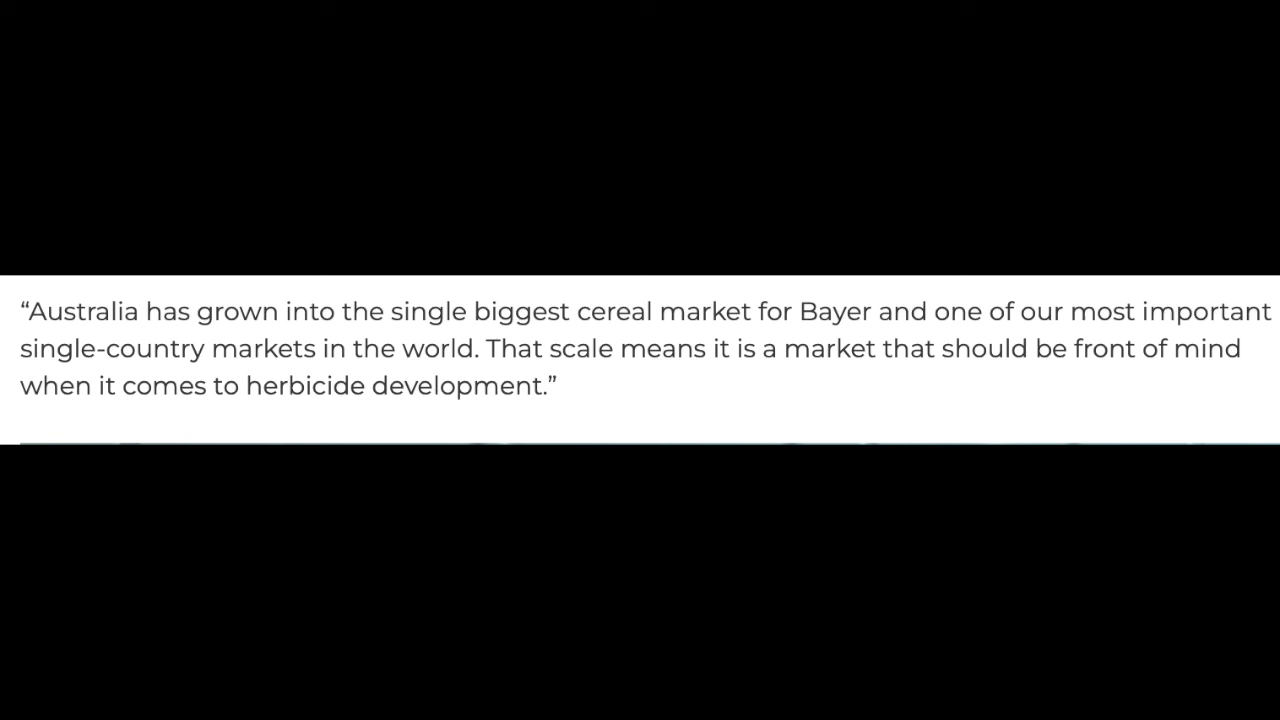 “Australia has grown into the single biggest cereal market for Bayer and one of our most important
single-country markets in the world. That scale means it is a market that should be front of mind
when it comes to herbicide development.”